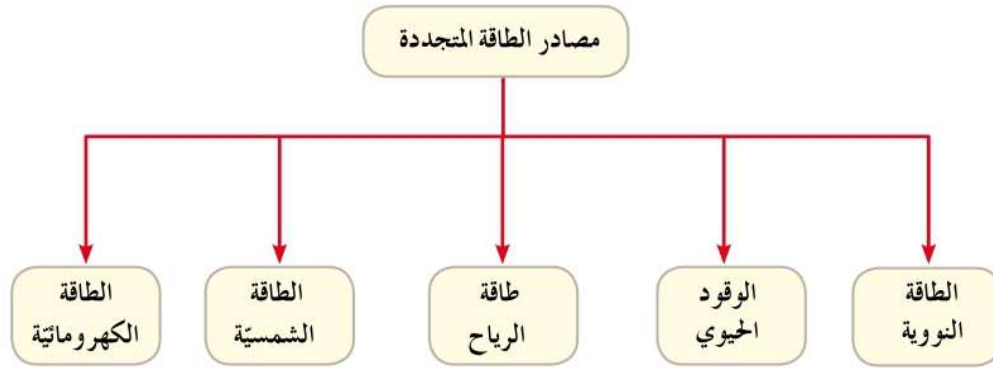 مصادر الطاقة المتجددة
الطاقة
النووية
الوقود
الحيوي
طاقة
الرياح
الطاقة
الشمسيّة
الطاقة
الكهرومائيّة